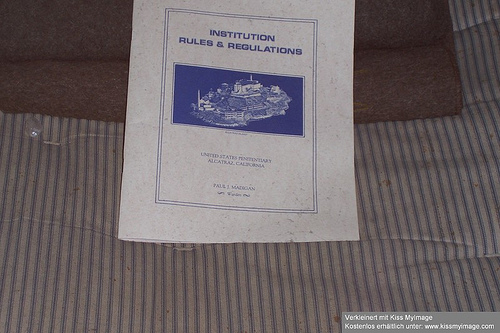 INSTITUTION
RULES & REGULATIONS
UNITED STATES PENITENTIARY
ALCATRAZ, CALIFORNIA
PAUL J. MADIGAN
Verkleinert mit Kiss MyImage
Kostenlos erhältlich unter: www.kissmyimage.com